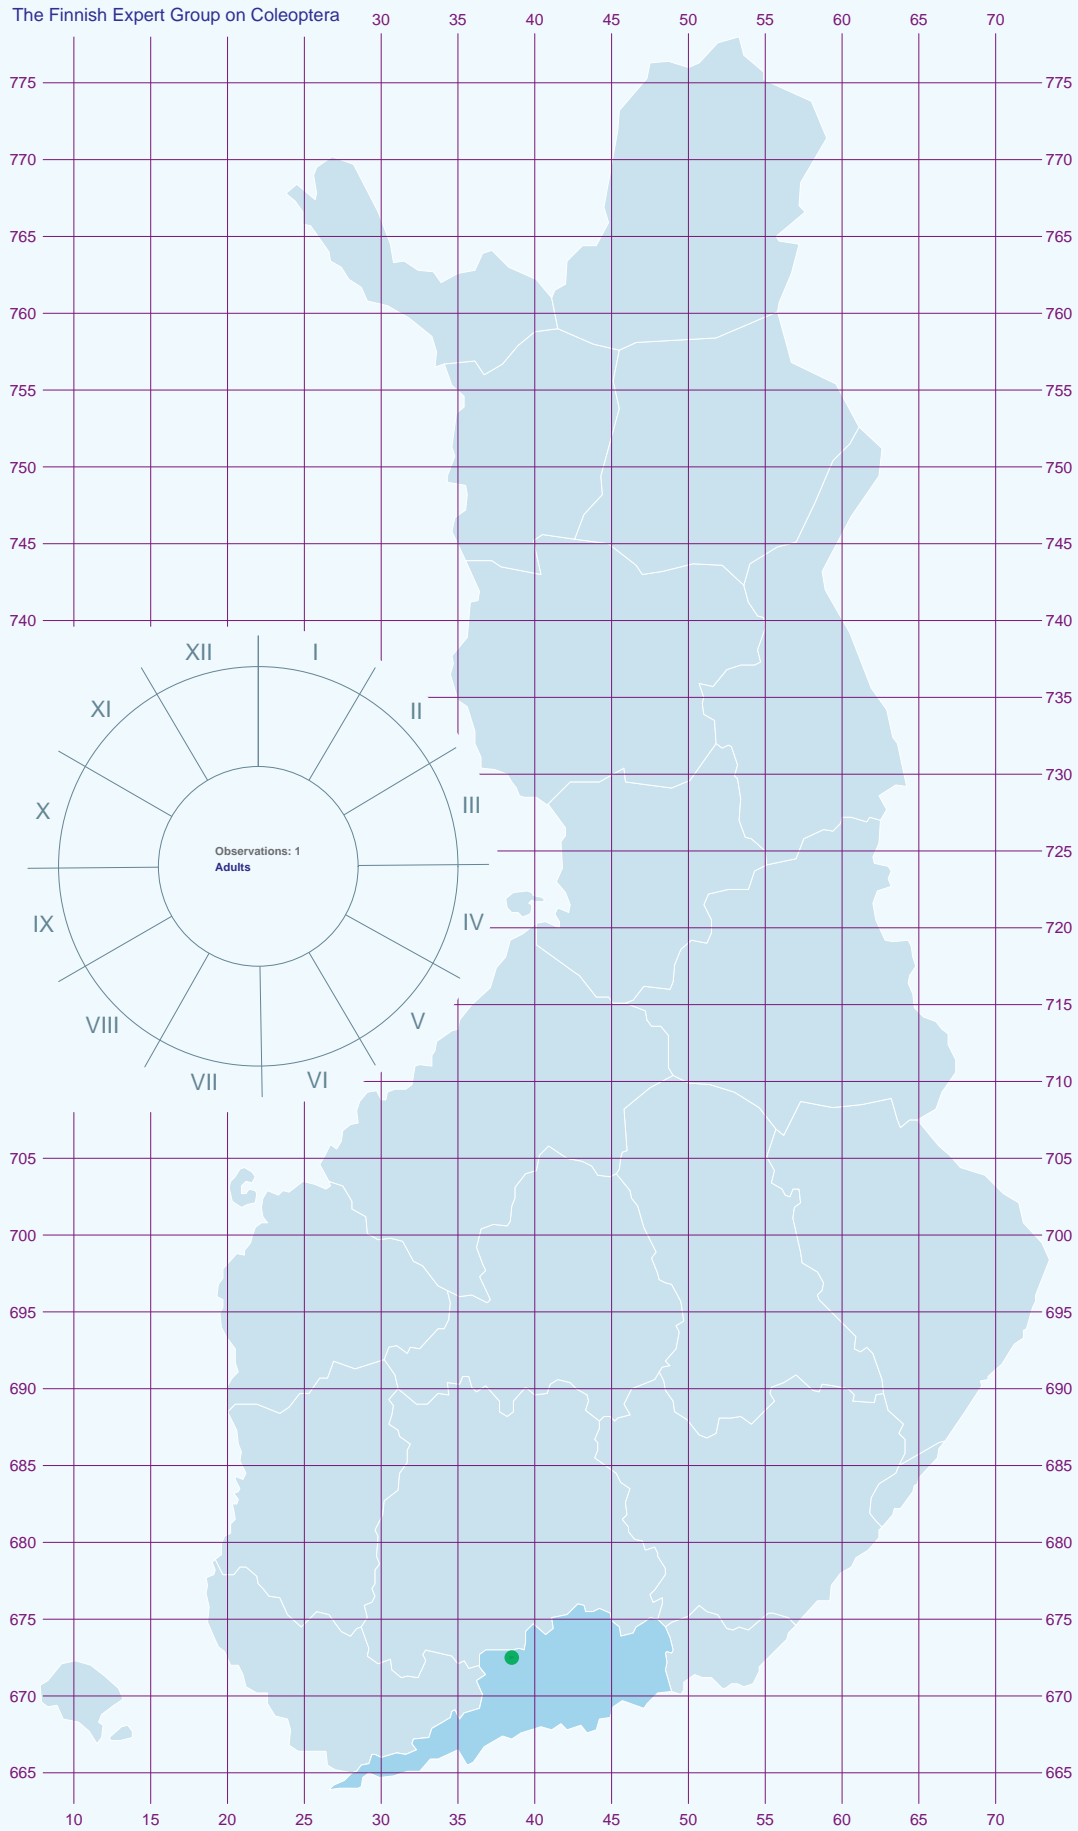 The Finnish Expert Group on Coleoptera 30 35 40 45 50 55 60 65 70
775 775
770 770
765 765
760 760
755 755
750 750
745 745
740 740
XII I
XI II
735
730
X III
Observations: 1
725
Adults
IX IV
720
715
VIII V
VII VI
710
705 705
700 700
695 695
690 690
685 685
680 680
675 675
670 670
665 665
10 15 20 25 30 35 40 45 50 55 60 65 70